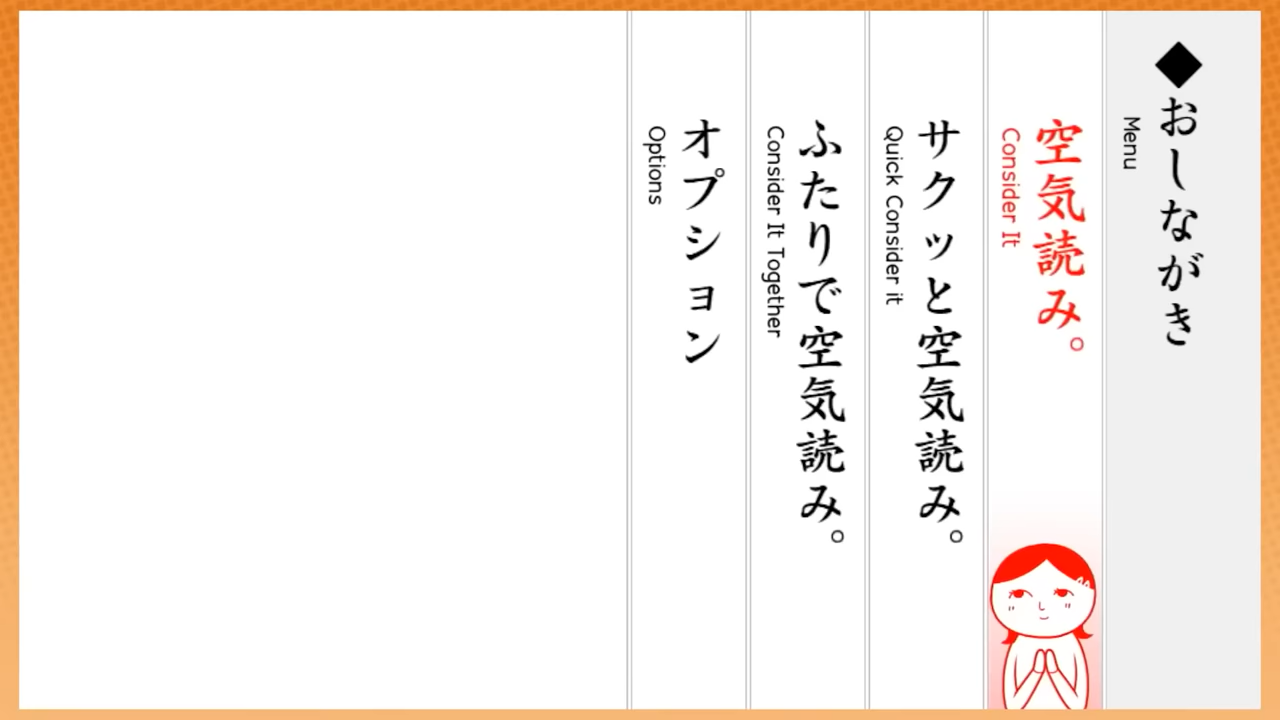 ◆おしながき
Menu
空気読み。
Consider It
サクッと空気読み。
Quick Consider it
ふたりで空気読み。
Consider It Together
オプション
Options